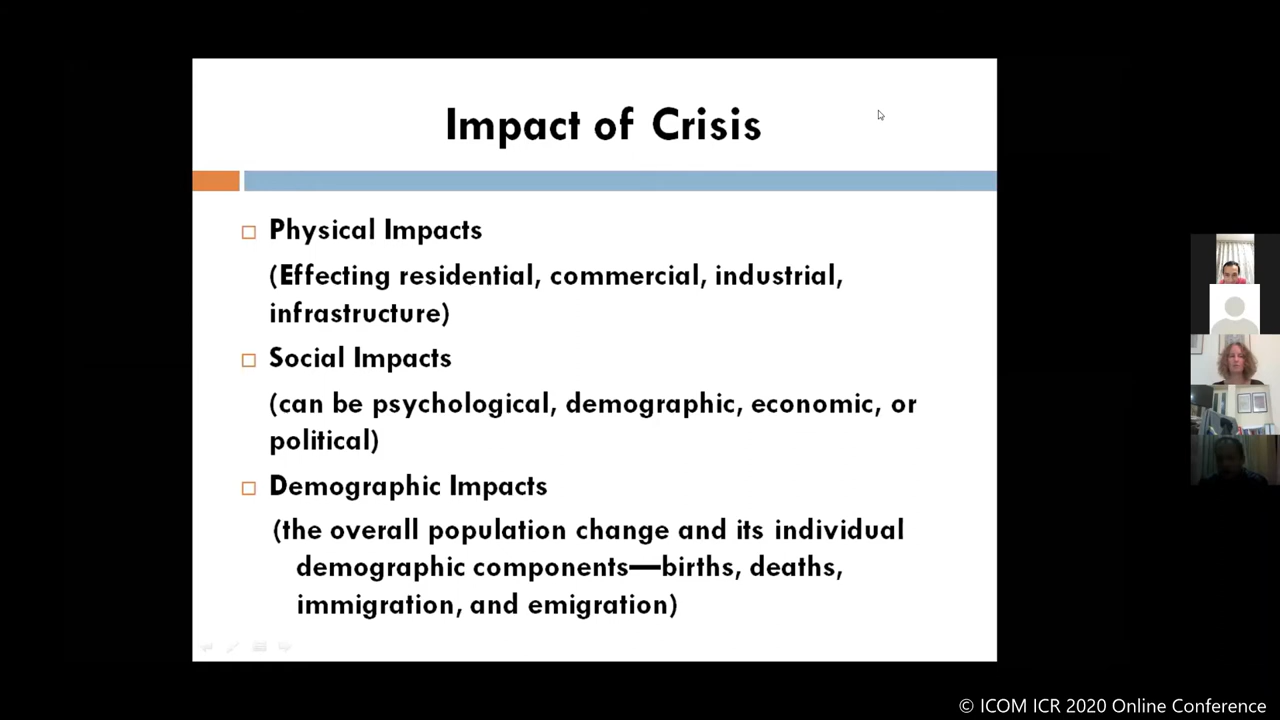 Impact of Crisis
Physical Impacts
(Effecting residential, commercial, industrial,
infrastructure)
Social Impacts
(can be psychological, demographic, economic, or
political)
Demographic Impacts
(the overall population change and its individual
demographic components—births, deaths,
immigration, and emigration)
© ICOM ICR 2020 Online Conference